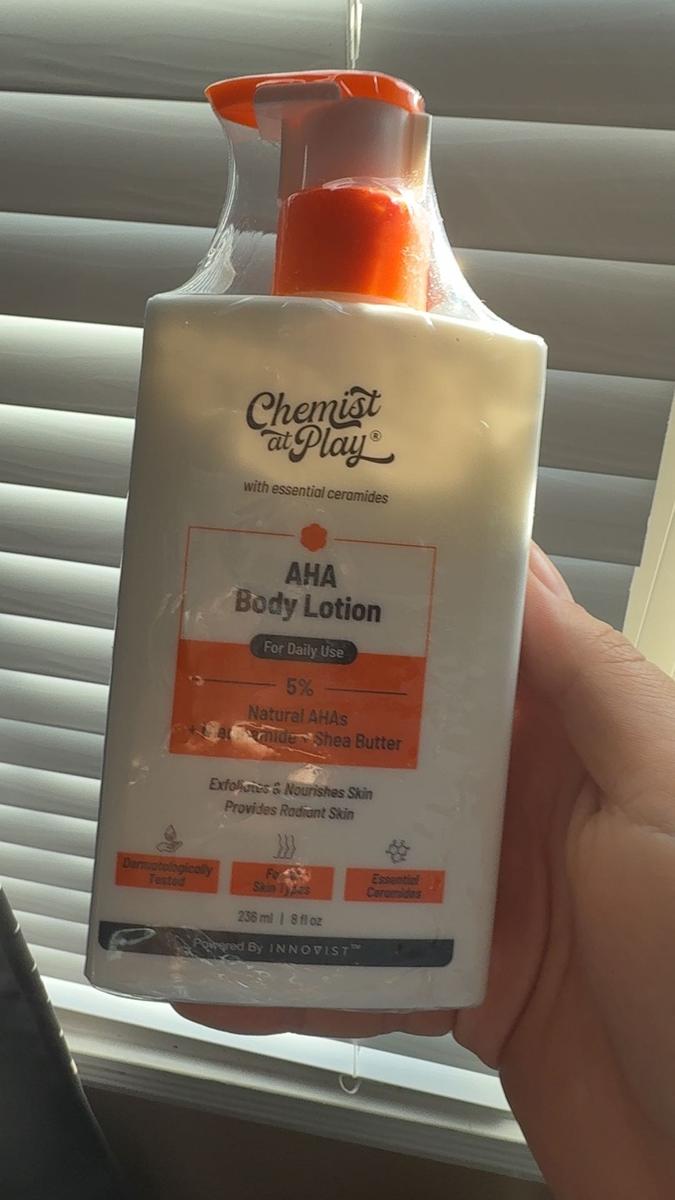 Chemist
at Play®
with essential ceramides
AHA
Body Lotion
For Daily Use
5%
Natural AHAs
+ Shea Butter
Exfoliates & Nourishes Skin
Provides Radiant Skin
Dermatologically
Tested
Skin Types
Essential
Ceramides
236 ml | 8 fl oz
Powered By INNOVIST™